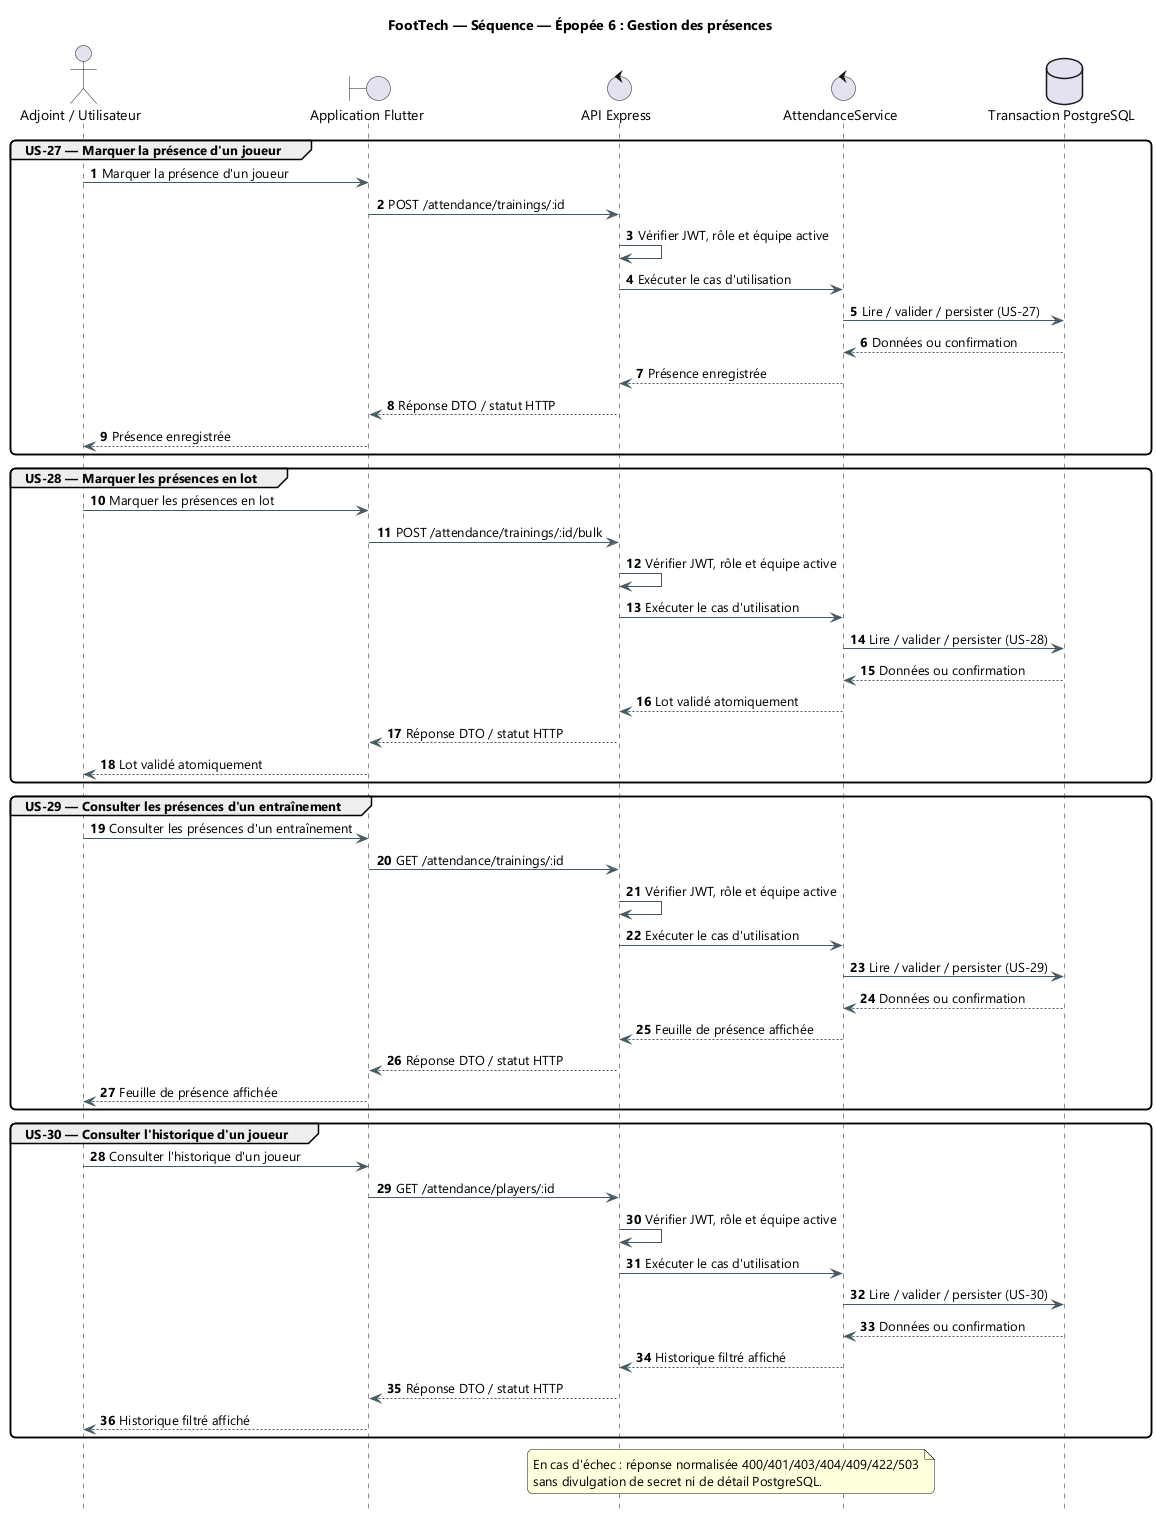 FootTech — Séquence — Épopée 6 : Gestion des présences
Adjoint / Utilisateur
Application Flutter
API Express
AttendanceService
Transaction PostgreSQL
US-27 — Marquer la présence d'un joueur
1 Marquer la présence d'un joueur
2 POST /attendance/trainings/:id
3 Vérifier JWT, rôle et équipe active
4 Exécuter le cas d'utilisation
5 Lire / valider / persister (US-27)
6 Données ou confirmation
7 Présence enregistrée
8 Réponse DTO / statut HTTP
9 Présence enregistrée
US-28 — Marquer les présences en lot
10 Marquer les présences en lot
11 POST /attendance/trainings/:id/bulk
12 Vérifier JWT, rôle et équipe active
13 Exécuter le cas d'utilisation
14 Lire / valider / persister (US-28)
15 Données ou confirmation
16 Lot validé atomiquement
17 Réponse DTO / statut HTTP
18 Lot validé atomiquement
US-29 — Consulter les présences d'un entraînement
19 Consulter les présences d'un entraînement
20 GET /attendance/trainings/:id
21 Vérifier JWT, rôle et équipe active
22 Exécuter le cas d'utilisation
23 Lire / valider / persister (US-29)
24 Données ou confirmation
25 Feuille de présence affichée
26 Réponse DTO / statut HTTP
27 Feuille de présence affichée
US-30 — Consulter l'historique d'un joueur
28 Consulter l'historique d'un joueur
29 GET /attendance/players/:id
30 Vérifier JWT, rôle et équipe active
31 Exécuter le cas d'utilisation
32 Lire / valider / persister (US-30)
33 Données ou confirmation
34 Historique filtré affiché
35 Réponse DTO / statut HTTP
36 Historique filtré affiché
En cas d'échec : réponse normalisée 400/401/403/404/409/422/503
sans divulgation de secret ni de détail PostgreSQL.